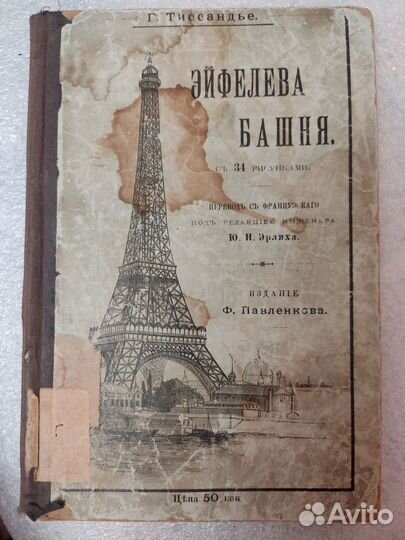 Г. Тиссандье.
ЭЙФЕЛЕВА
БАШНЯ.
съ 34 рисунками.
ПЕРЕВОДЪ СЪ ФРАНЦУЗСКАГО
ПОДЪ РЕДАКЦІЕЙ ИНЖЕНЕРА
Ю. И. Эрлиха.
ИЗДАНІЕ
Ф. Павленкова.
Цѣна 50 коп
Avito